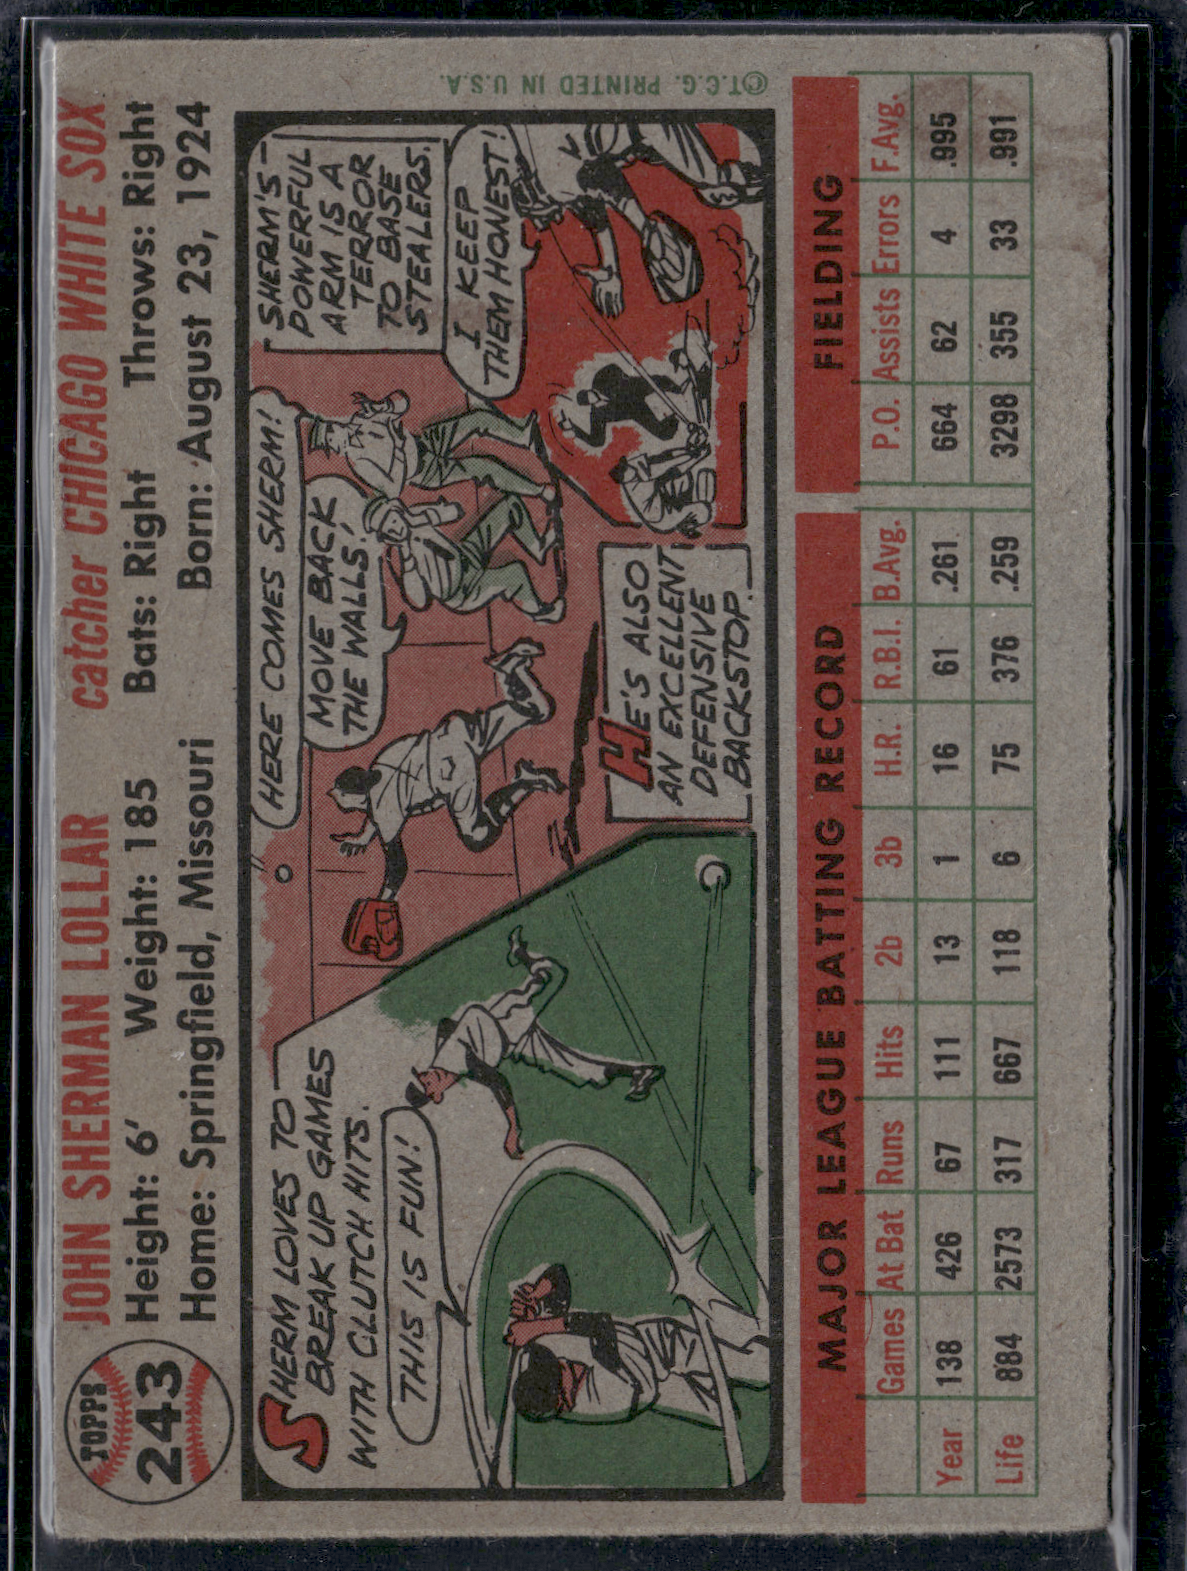 TOPPS
243
JOHN SHERMAN LOLLAR catcher CHICAGO WHITE SOX
Height: 6' Weight: 185 Bats: Right Throws: Right
Home: Springfield, Missouri Born: August 23, 1924
SHERM LOVES TO
BREAK UP GAMES
WITH CLUTCH HITS.
THIS IS FUN!
HERE COMES SHERM!
MOVE BACK
THE WALLS!
HE'S ALSO
AN EXCELLENT
DEFENSIVE
BACKSTOP.
SHERM'S
POWERFUL
ARM IS A
TERROR
TO BASE
STEALERS.
I KEEP
THEM HONEST!
©T.C.G. PRINTED IN U.S.A.
MAJOR LEAGUE BATTING RECORD FIELDING
Games At Bat Runs Hits 2b 3b H.R. R.B.I. B.Avg. P.O. Assists Errors F.Avg.
Year 138 426 67 111 13 1 16 61 .261 664 62 4 .995
Life 884 2573 317 667 118 6 75 376 .259 3298 355 33 .991